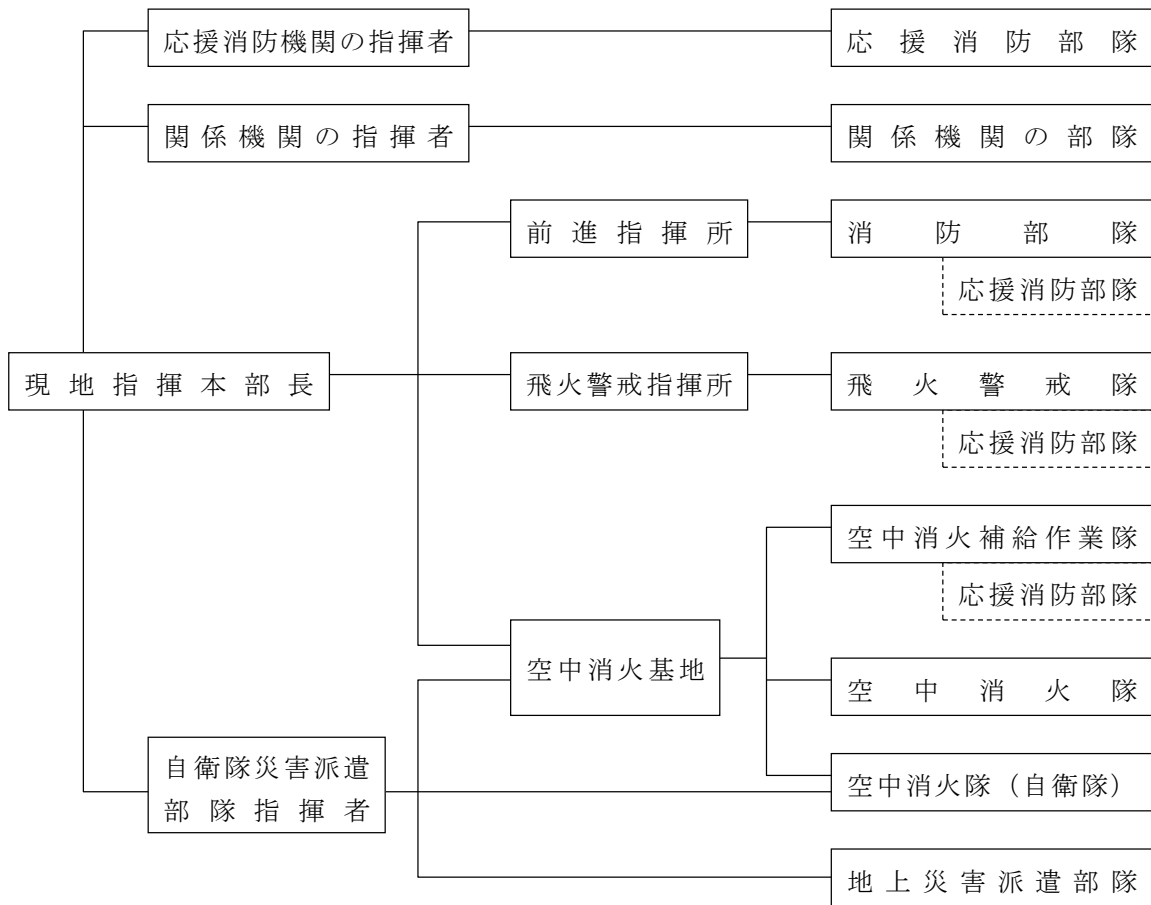 応援消防機関の指揮者
応援消防部隊
関係機関の指揮者
関係機関の部隊
前進指揮所
消防部隊
応援消防部隊
現地指揮本部長
飛火警戒指揮所
飛火警戒隊
応援消防部隊
空中消火補給作業隊
応援消防部隊
空中消火基地
空中消火隊
自衛隊災害派遣
部隊指揮者
空中消火隊（自衛隊）
地上災害派遣部隊